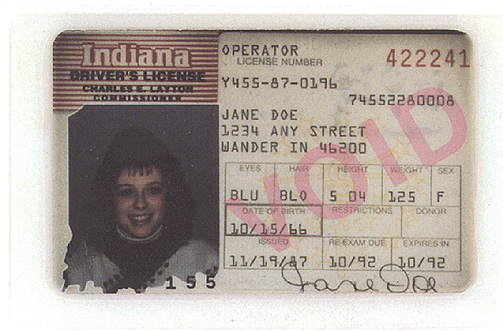 Indiana
DRIVER'S LICENSE
CHARLES E. LAYTON
COMMISSIONER
OPERATOR
LICENSE NUMBER
422241
Y455-87-0196
74552280008
JANE DOE
1234 ANY STREET
WANDER IN 46200
VOID
EYES HAIR HEIGHT WEIGHT SEX
BLU BLO 5 04 125 F
DATE OF BIRTH RESTRICTIONS DONOR
10/15/66
ISSUED RE-EXAM DUE EXPIRES IN
11/19/87 10/92 10/92
155
Jane Doe